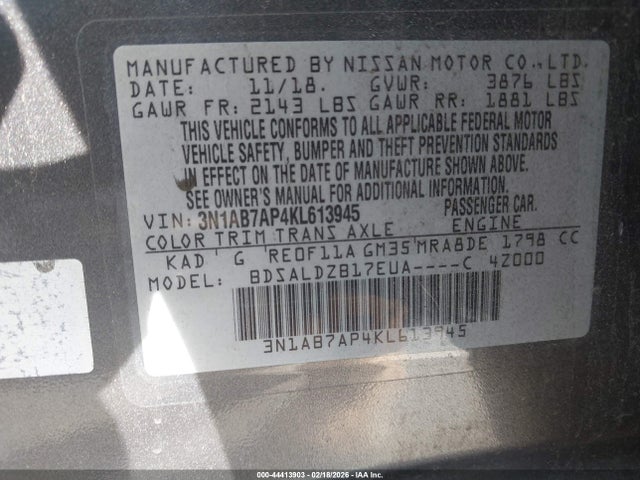 MANUFACTURED BY NISSAN MOTOR CO.,LTD.
DATE: 11/18. GVWR: 3876 LBS
GAWR FR: 2143 LBS GAWR RR: 1881 LBS
THIS VEHICLE CONFORMS TO ALL APPLICABLE FEDERAL MOTOR
VEHICLE SAFETY, BUMPER AND THEFT PREVENTION STANDARDS
IN EFFECT ON THE DATE OF MANUFACTURE SHOWN ABOVE.
SEE OWNER'S MANUAL FOR ADDITIONAL INFORMATION
VIN: 3N1AB7AP4KL613945 PASSENGER CAR.
COLOR TRIM TRANS AXLE ENGINE
KAD G RE0F11A GM35 MRA8DE 1798 CC
MODEL: BDSALDZB17EUA----C 4Z000
3N1AB7AP4KL613945
000-44413903 - 02/18/2026 - IAA Inc.